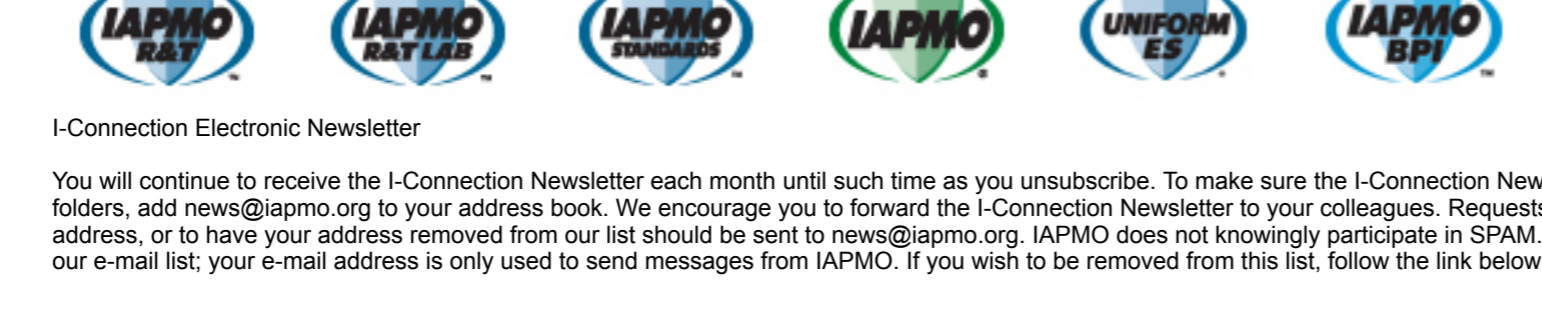 IAPMO R&T ™
IAPMO R&T LAB ™
IAPMO STANDARDS ™
IAPMO ®
UNIFORM ES
IAPMO BPI ™
I-Connection Electronic Newsletter
You will continue to receive the I-Connection Newsletter each month until such time as you unsubscribe. To make sure the I-Connection New
folders, add news@iapmo.org to your address book. We encourage you to forward the I-Connection Newsletter to your colleagues. Requests
address, or to have your address removed from our list should be sent to news@iapmo.org. IAPMO does not knowingly participate in SPAM.
our e-mail list; your e-mail address is only used to send messages from IAPMO. If you wish to be removed from this list, follow the link below